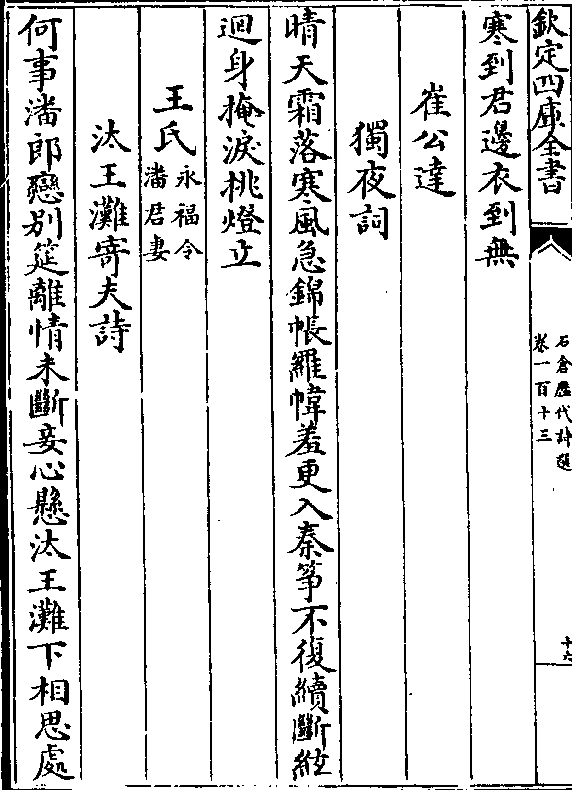 欽定四庫全書
石倉歴代詩選
卷一百十三
十六
寒到君邊衣到無
崔公達
獨夜詞
晴天霜落寒風急錦帳羅幃羞更入秦筝不復續斷絃
迴身掩淚挑燈立
王氏永福令
潘君妻
汰王灘寄夫詩
何事潘郎戀别筵離情未斷妾心懸汰王灘下相思處